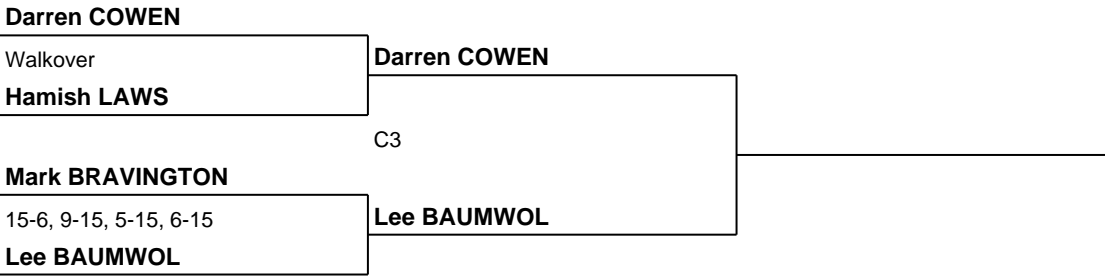 Darren COWEN
Walkover
Darren COWEN
Hamish LAWS
C3
Mark BRAVINGTON
15-6, 9-15, 5-15, 6-15
Lee BAUMWOL
Lee BAUMWOL